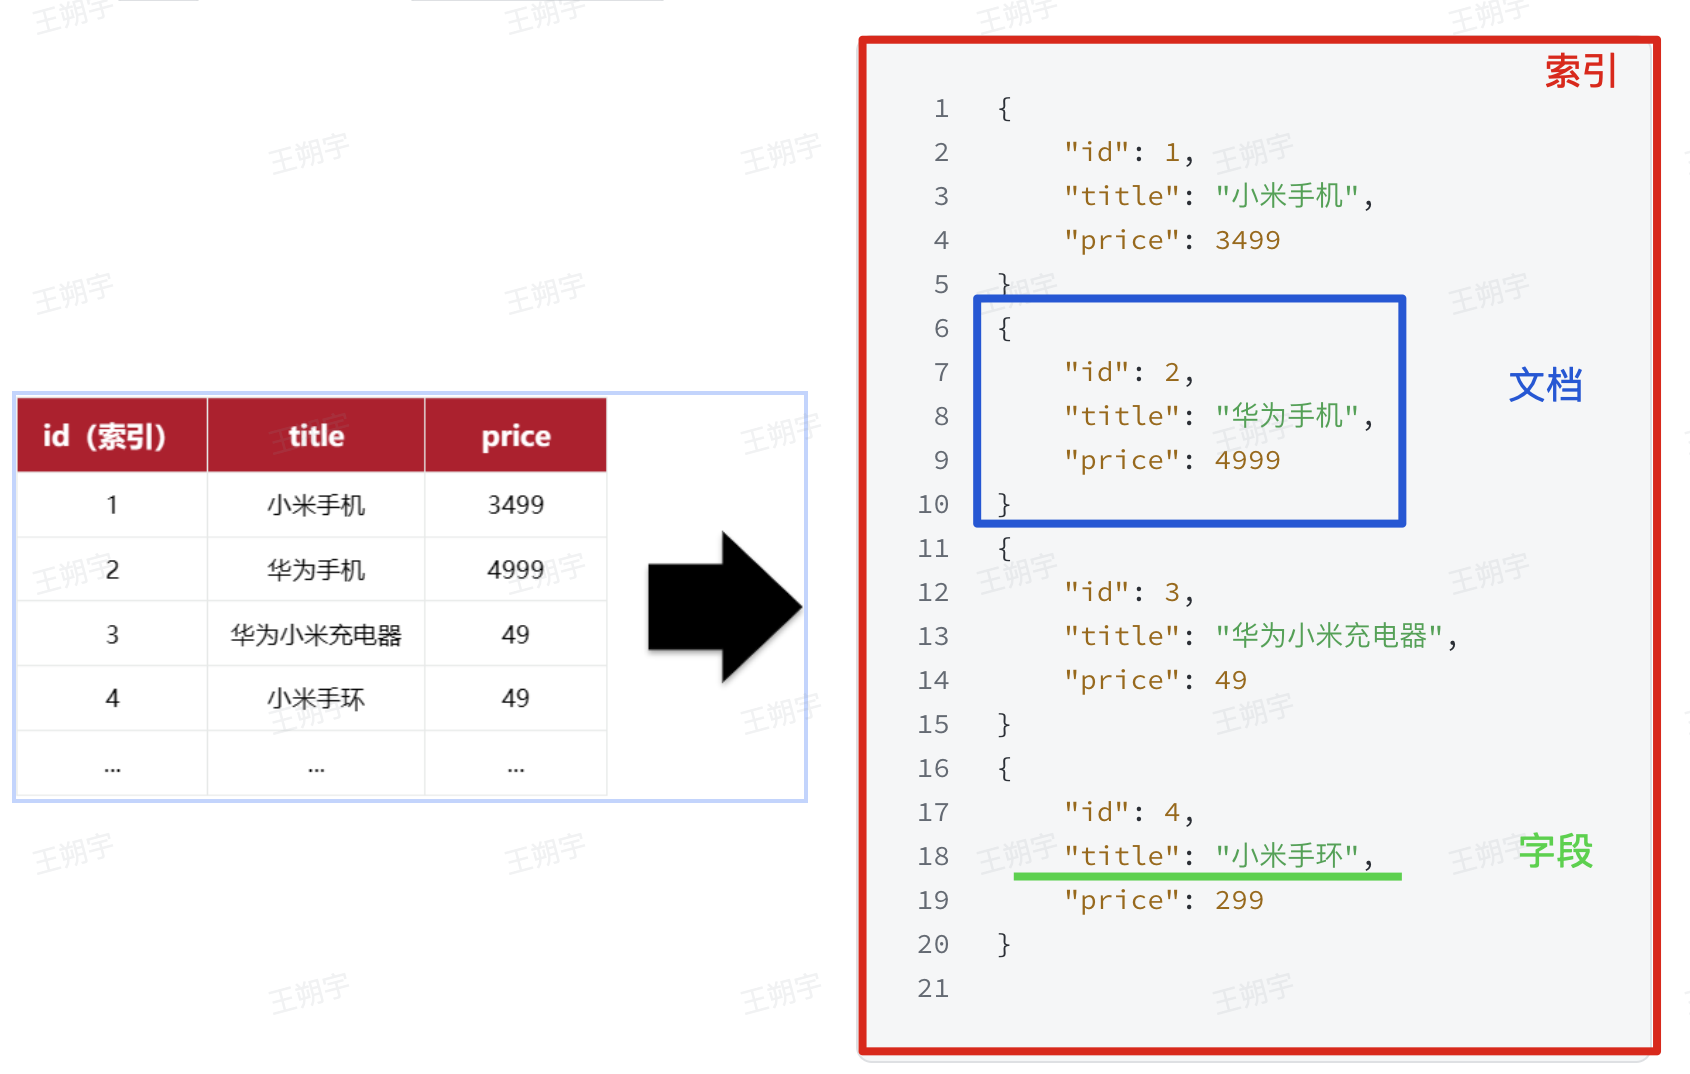 id（索引） title price
1 小米手机 3499
2 华为手机 4999
3 华为小米充电器 49
4 小米手环 49
... ... ...
索引
1 {
2 "id": 1,
3 "title": "小米手机",
4 "price": 3499
5 }
6 {
7 "id": 2,
8 "title": "华为手机",
9 "price": 4999
10 }
文档
11 {
12 "id": 3,
13 "title": "华为小米充电器",
14 "price": 49
15 }
16 {
17 "id": 4,
18 "title": "小米手环",
字段
19 "price": 299
20 }
21
王朔宇